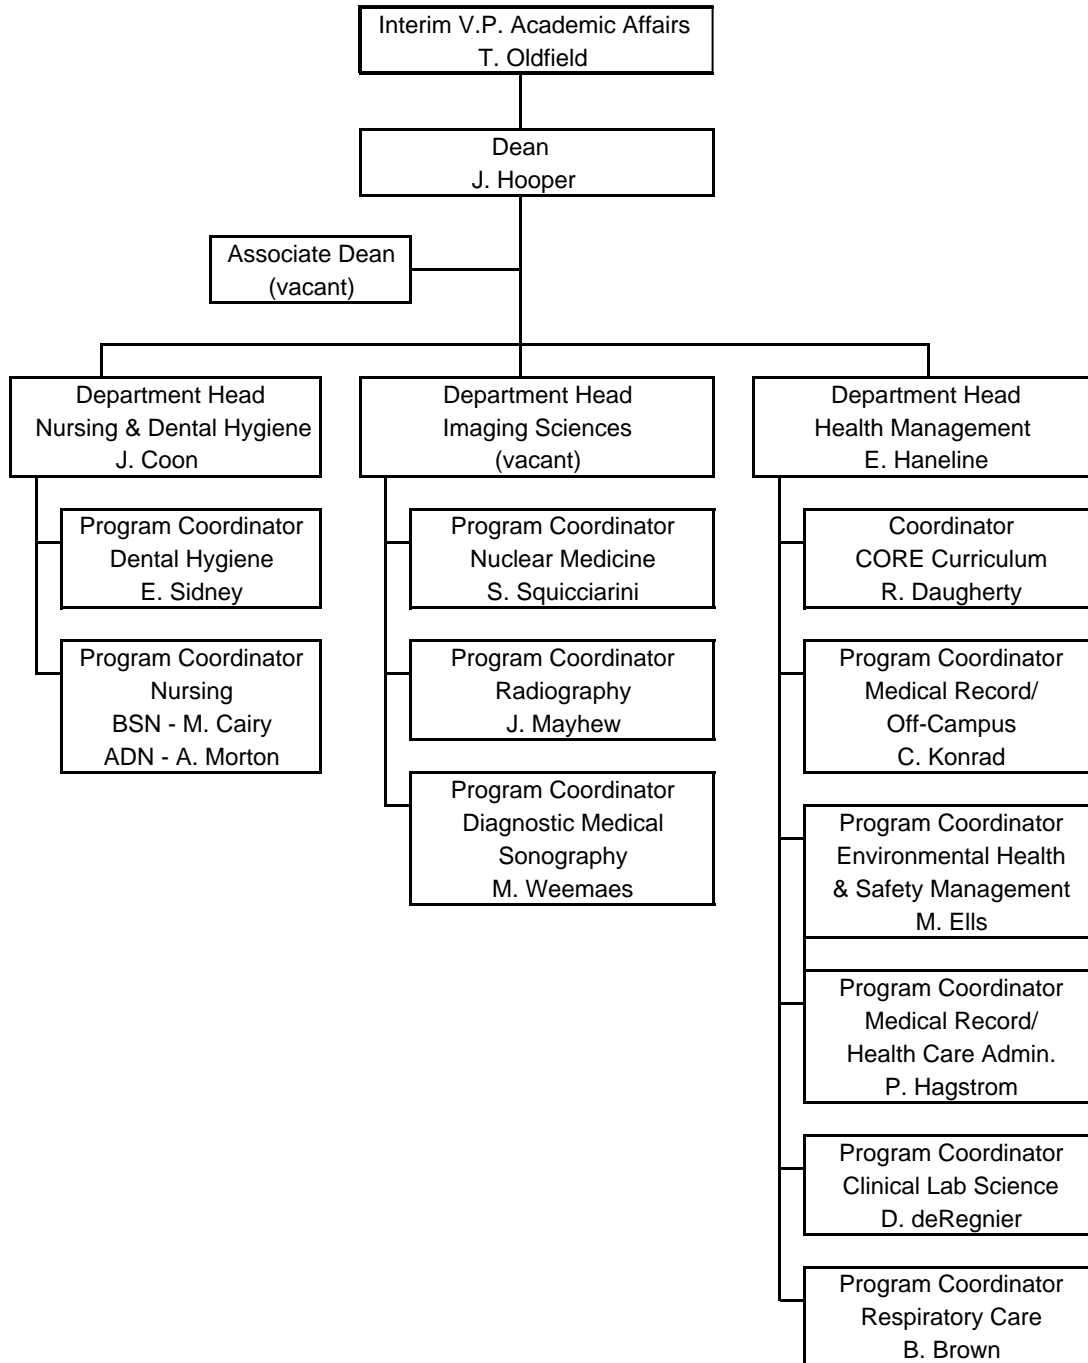 Interim V.P. Academic Affairs
T. Oldfield
Dean
J. Hooper
Associate Dean
(vacant)
Department Head
Nursing & Dental Hygiene
J. Coon
Program Coordinator
Dental Hygiene
E. Sidney
Program Coordinator
Nursing
BSN - M. Cairy
ADN - A. Morton
Department Head
Imaging Sciences
(vacant)
Program Coordinator
Nuclear Medicine
S. Squicciarini
Program Coordinator
Radiography
J. Mayhew
Program Coordinator
Diagnostic Medical
Sonography
M. Weemaes
Department Head
Health Management
E. Haneline
Coordinator
CORE Curriculum
R. Daugherty
Program Coordinator
Medical Record/
Off-Campus
C. Konrad
Program Coordinator
Environmental Health
& Safety Management
M. Ells
Program Coordinator
Medical Record/
Health Care Admin.
P. Hagstrom
Program Coordinator
Clinical Lab Science
D. deRegnier
Program Coordinator
Respiratory Care
B. Brown